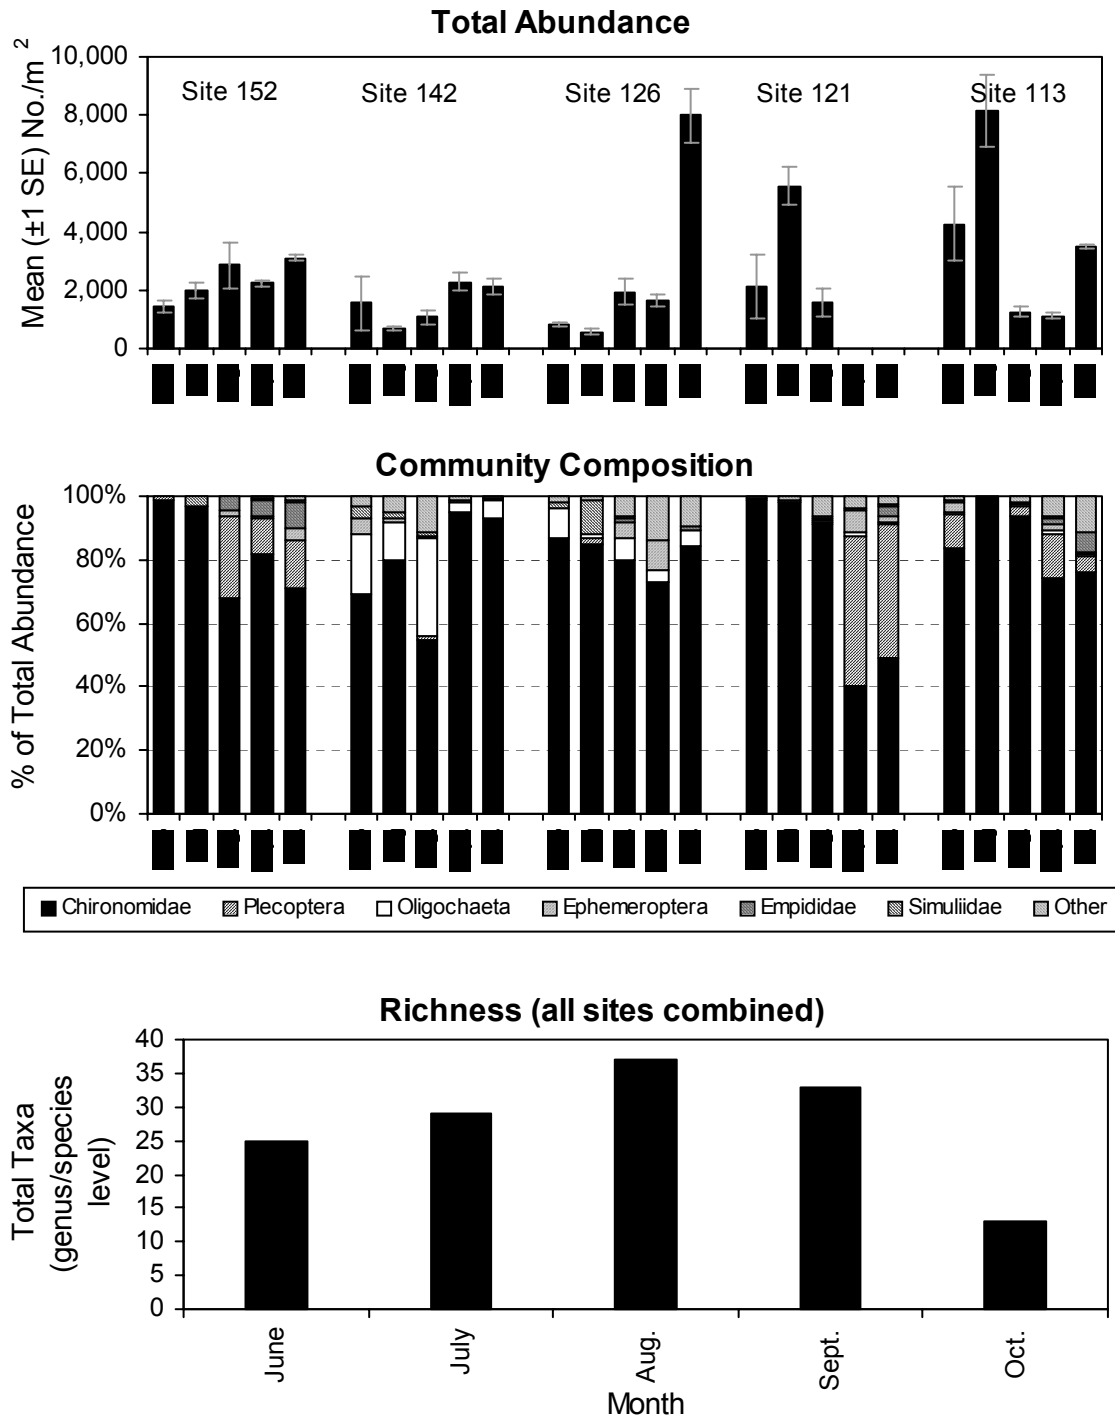 Total Abundance
Mean (±1 SE) No./m 2
10,000
8,000
6,000
4,000
2,000
0
Site 152 Site 142 Site 126 Site 121 Site 113
Community Composition
% of Total Abundance
100%
80%
60%
40%
20%
0%
Chironomidae Plecoptera Oligochaeta Ephemeroptera Empididae Simuliidae Other
Richness (all sites combined)
Total Taxa
(genus/species
level)
40
35
30
25
20
15
10
5
0
June July Aug. Sept. Oct.
Month